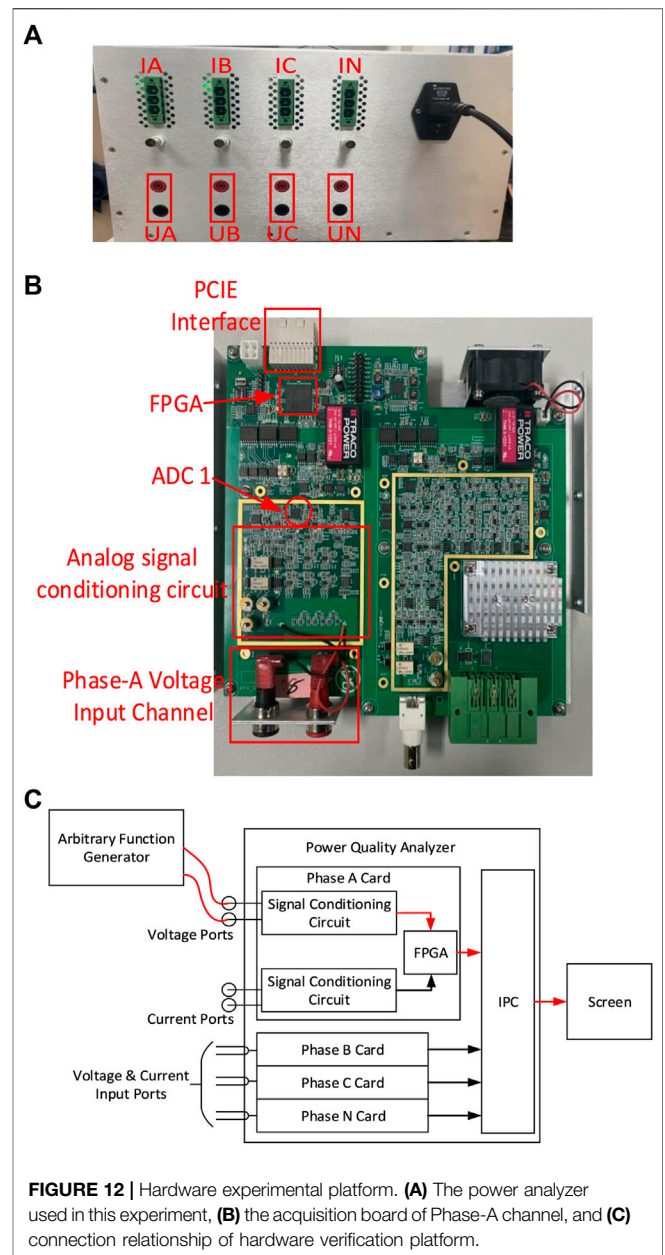 A
IA IB IC IN
UA UB UC UN
B
PCIE
Interface
FPGA
TRACO
POWER
TRACO
POWER
ADC 1
Analog signal
conditioning circuit
Phase-A Voltage
Input Channel
C
Arbitrary Function
Generator
Power Quality Analyzer
Phase A Card
Signal Conditioning
Circuit
Voltage Ports
FPGA
Signal Conditioning
Circuit
Current Ports
IPC
Screen
Voltage & Current
Input Ports
Phase B Card
Phase C Card
Phase N Card
FIGURE 12 | Hardware experimental platform. (A) The power analyzer
used in this experiment, (B) the acquisition board of Phase-A channel, and (C)
connection relationship of hardware verification platform.